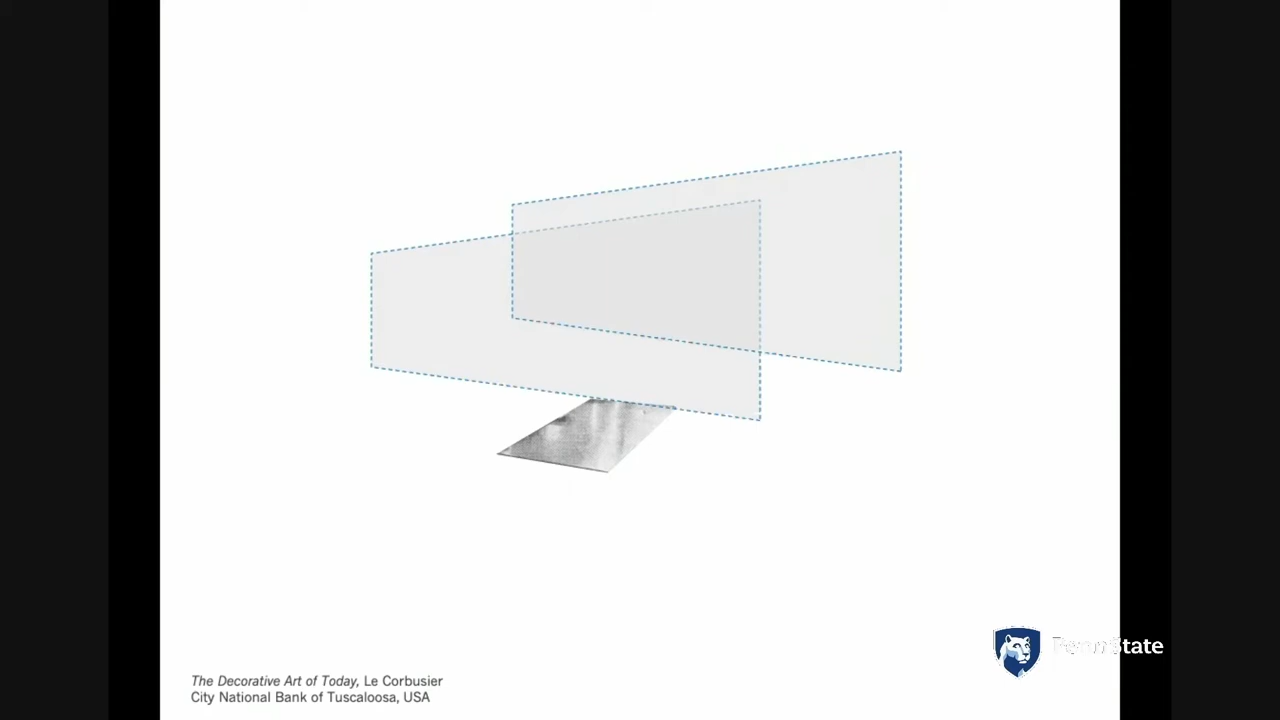 PennState
The Decorative Art of Today, Le Corbusier
City National Bank of Tuscaloosa, USA